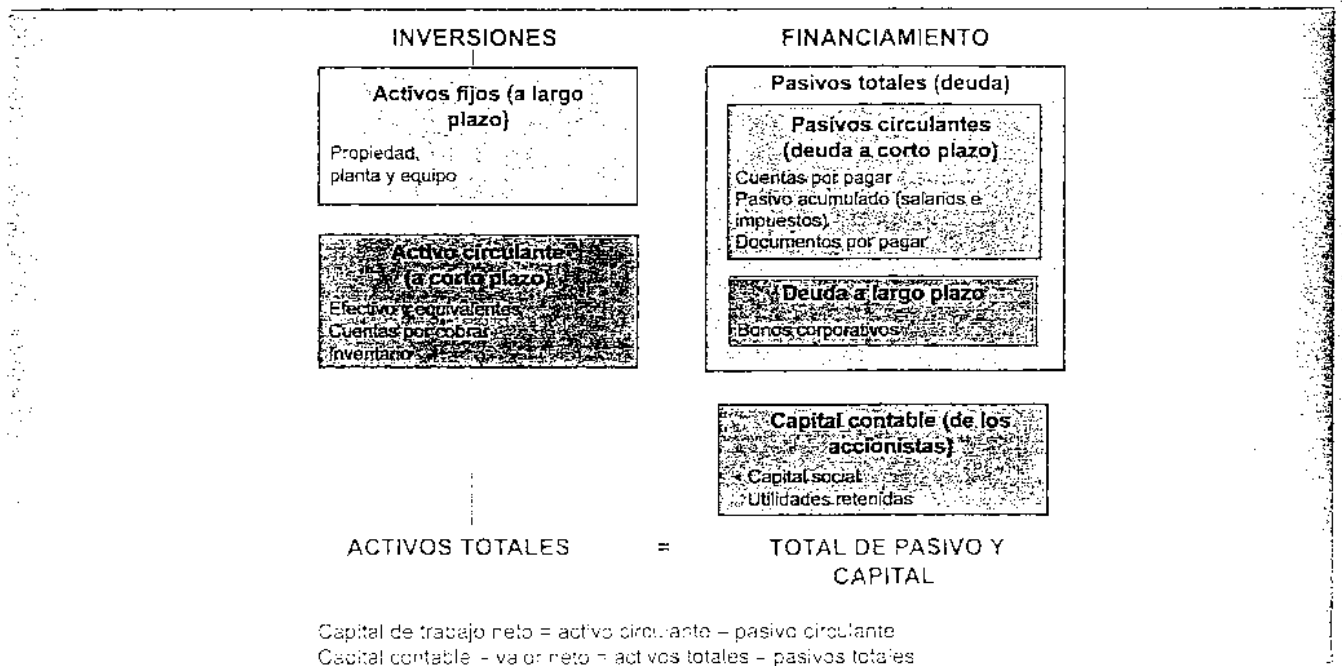 INVERSIONES
Activos fijos (a largo
plazo)
Propiedad,
planta y equipo
Activo circulante
(a corto plazo)
Efectivo y equivalentes
Cuentas por cobrar
Inventario
ACTIVOS TOTALES
=
FINANCIAMIENTO
Pasivos totales (deuda)
Pasivos circulantes
(deuda a corto plazo)
Cuentas por pagar
Pasivo acumulado (salarios e
impuestos)
Documentos por pagar
Deuda a largo plazo
Bonos corporativos
Capital contable (de los
accionistas)
Capital social
Utilidades retenidas
TOTAL DE PASIVO Y
CAPITAL
Capital de trabajo neto = activo circulante – pasivo circulante
Capital contable = valor neto = activos totales – pasivos totales